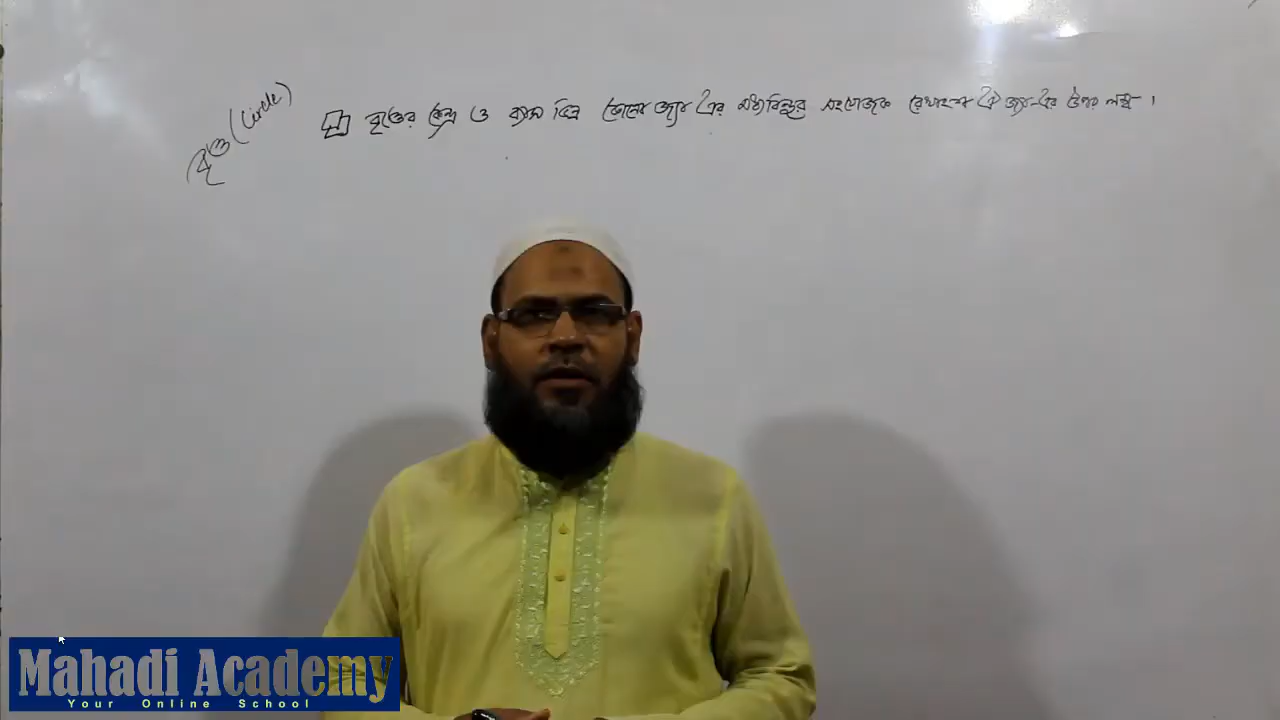 বৃত্ত (Circle)
বৃত্তের কেন্দ্র ও ব্যাস ভিন্ন কোনো জ্যা এর মধ্যবিন্দুর সংযোজক রেখাংশ ঐ জ্যা-এর উপর লম্ব ।
Mahadi Academy
Your Online School